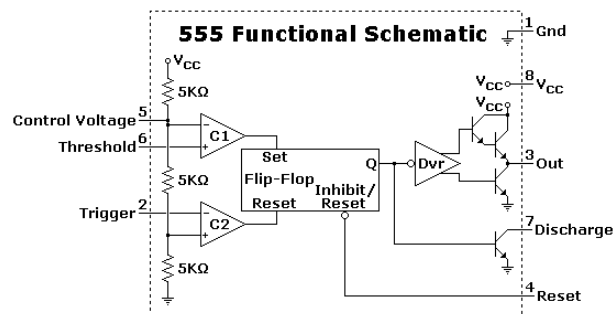 555 Functional Schematic
1 Gnd
VCC
VCC 8 VCC
5KΩ
VCC
Control Voltage 5
C1
Threshold 6
Set
Q
Dvr
3 Out
5KΩ
Flip-Flop
Inhibit/
Reset
Reset
Trigger 2
C2
7 Discharge
5KΩ
4 Reset